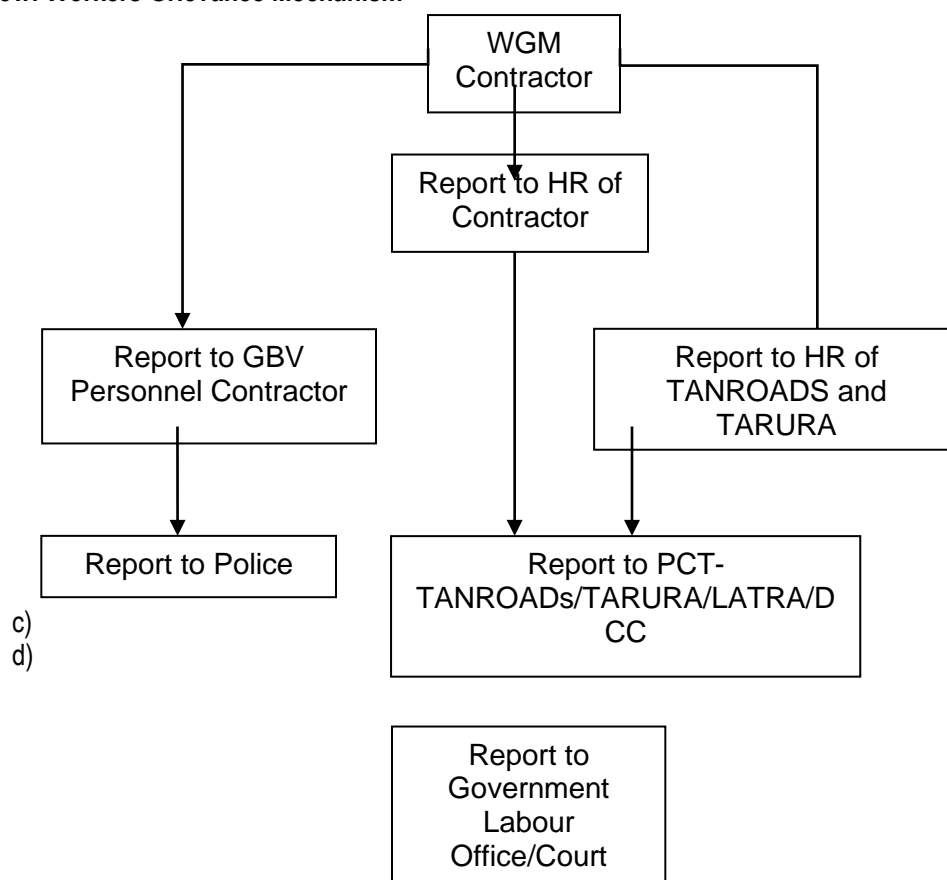 WGM
Contractor
Report to HR of
Contractor
Report to GBV
Personnel Contractor
Report to HR of
TANROADS and
TARURA
Report to Police
Report to PCT-
TANROADs/TARURA/LATRA/D
CC
c)
d)
Report to
Government
Labour
Office/Court